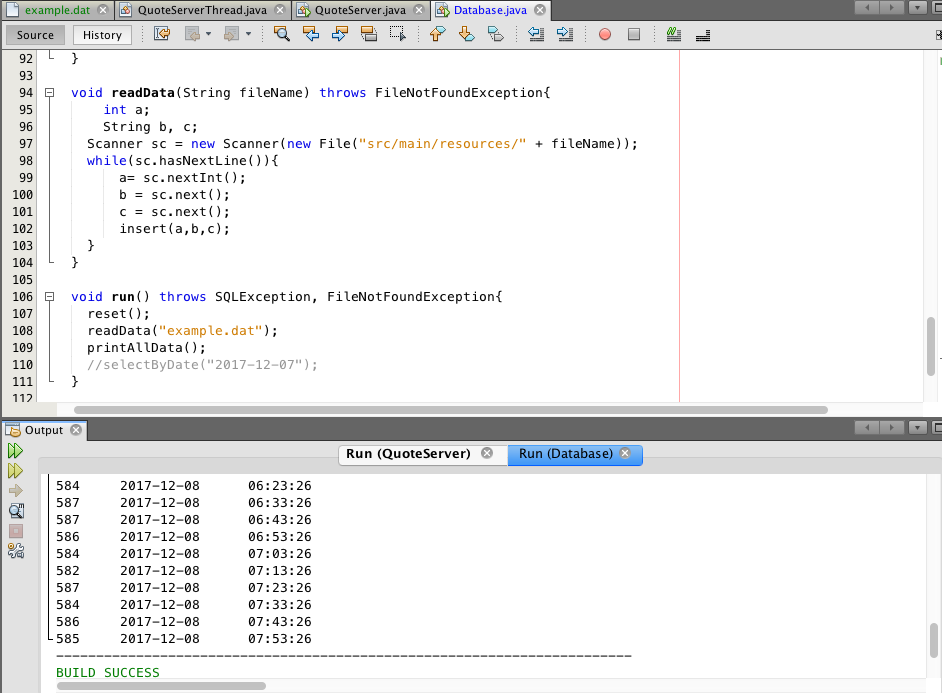 example.dat QuoteServerThread.java QuoteServer.java Database.java
Source History
92 }
93
94 void readData(String fileName) throws FileNotFoundException{
95 int a;
96 String b, c;
97 Scanner sc = new Scanner(new File("src/main/resources/" + fileName));
98 while(sc.hasNextLine()){
99 a= sc.nextInt();
100 b = sc.next();
101 c = sc.next();
102 insert(a,b,c);
103 }
104 }
105
106 void run() throws SQLException, FileNotFoundException{
107 reset();
108 readData("example.dat");
109 printAllData();
110 //selectByDate("2017-12-07");
111 }
112
Output
Run (QuoteServer) Run (Database)
584 2017-12-08 06:23:26
587 2017-12-08 06:33:26
587 2017-12-08 06:43:26
586 2017-12-08 06:53:26
584 2017-12-08 07:03:26
582 2017-12-08 07:13:26
587 2017-12-08 07:23:26
584 2017-12-08 07:33:26
586 2017-12-08 07:43:26
585 2017-12-08 07:53:26
------------------------------------------------------------------------
BUILD SUCCESS